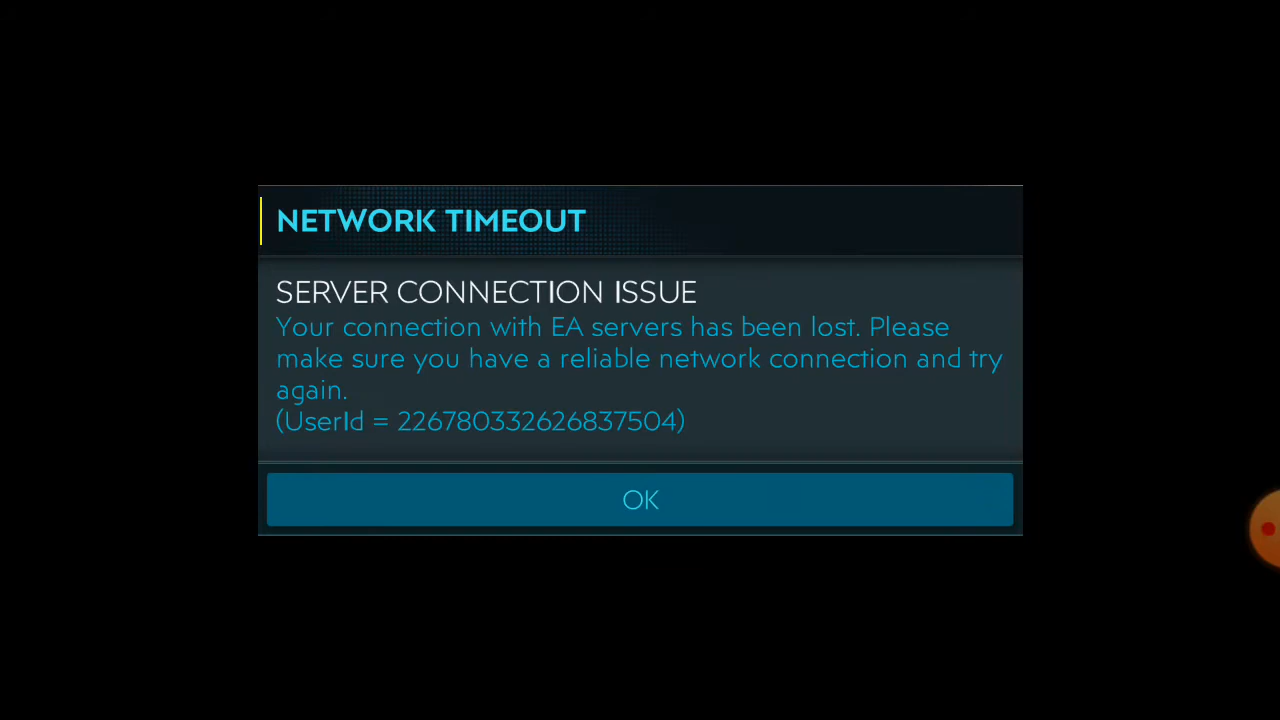 NETWORK TIMEOUT
SERVER CONNECTION ISSUE
Your connection with EA servers has been lost. Please
make sure you have a reliable network connection and try
again.
(UserId = 226780332626837504)
OK